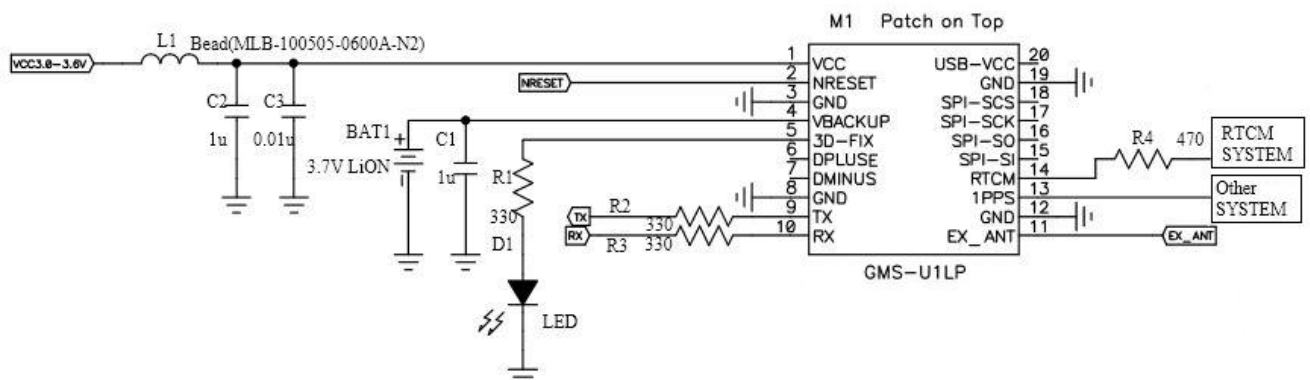 M1 Patch on Top
L1 Bead(MLB-100505-0600A-N2)
VCC3.0-3.6V
C2
1u
C3
0.01u
NRESET
BAT1
+
3.7V LiON
C1
1u
R1
330
D1
LED
TX
RX
R2
330
R3
330
1 VCC
2 NRESET
3 GND
4 VBACKUP
5 3D-FIX
6 DPLUSE
7 DMINUS
8 GND
9 TX
10 RX
USB-VCC 20
GND 19
SPI-SCS 18
SPI-SCK 17
SPI-SO 16
SPI-SI 15
RTCM 14
1PPS 13
GND 12
EX_ANT 11
GMS-U1LP
R4 470
RTCM
SYSTEM
Other
SYSTEM
EX_ANT